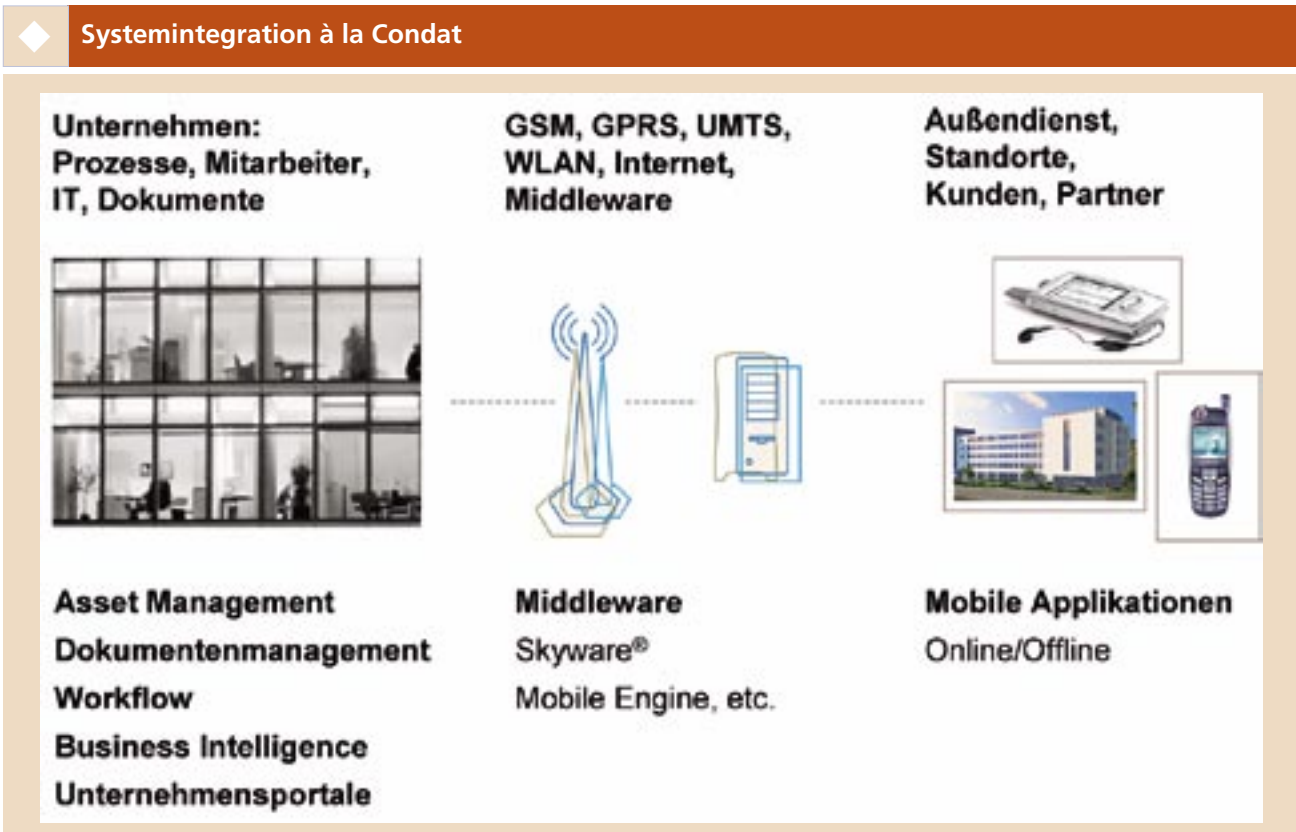 Systemintegration à la Condat
Unternehmen:
Prozesse, Mitarbeiter,
IT, Dokumente
GSM, GPRS, UMTS,
WLAN, Internet,
Middleware
Außendienst,
Standorte,
Kunden, Partner
Asset Management
Dokumentenmanagement
Workflow
Business Intelligence
Unternehmensportale
Middleware
Skyware®
Mobile Engine, etc.
Mobile Applikationen
Online/Offline